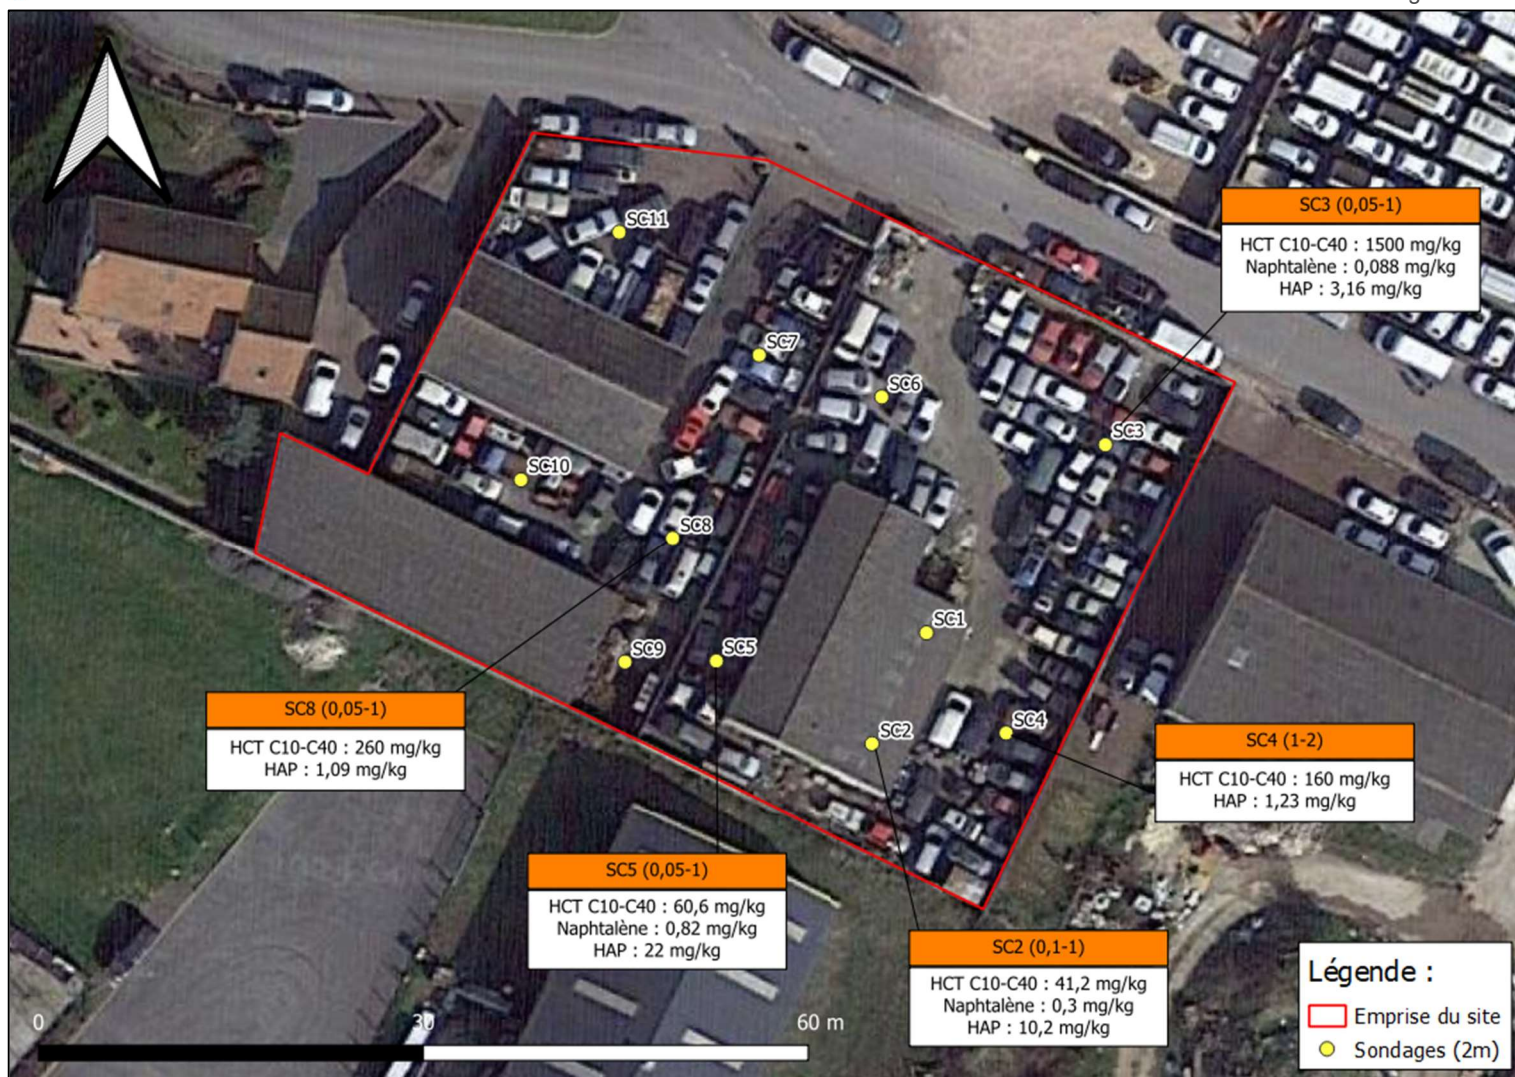 SC11
SC3 (0,05-1)
HCT C10-C40 : 1500 mg/kg
Naphtalène : 0,088 mg/kg
HAP : 3,16 mg/kg
SC7
SC6
SC3
SC10
SC8
SC1
SC9
SC5
SC4
SC2
SC8 (0,05-1)
HCT C10-C40 : 260 mg/kg
HAP : 1,09 mg/kg
SC4 (1-2)
HCT C10-C40 : 160 mg/kg
HAP : 1,23 mg/kg
SC5 (0,05-1)
HCT C10-C40 : 60,6 mg/kg
Naphtalène : 0,82 mg/kg
HAP : 22 mg/kg
SC2 (0,1-1)
HCT C10-C40 : 41,2 mg/kg
Naphtalène : 0,3 mg/kg
HAP : 10,2 mg/kg
Légende :
Emprise du site
Sondages (2m)
0 30 60 m